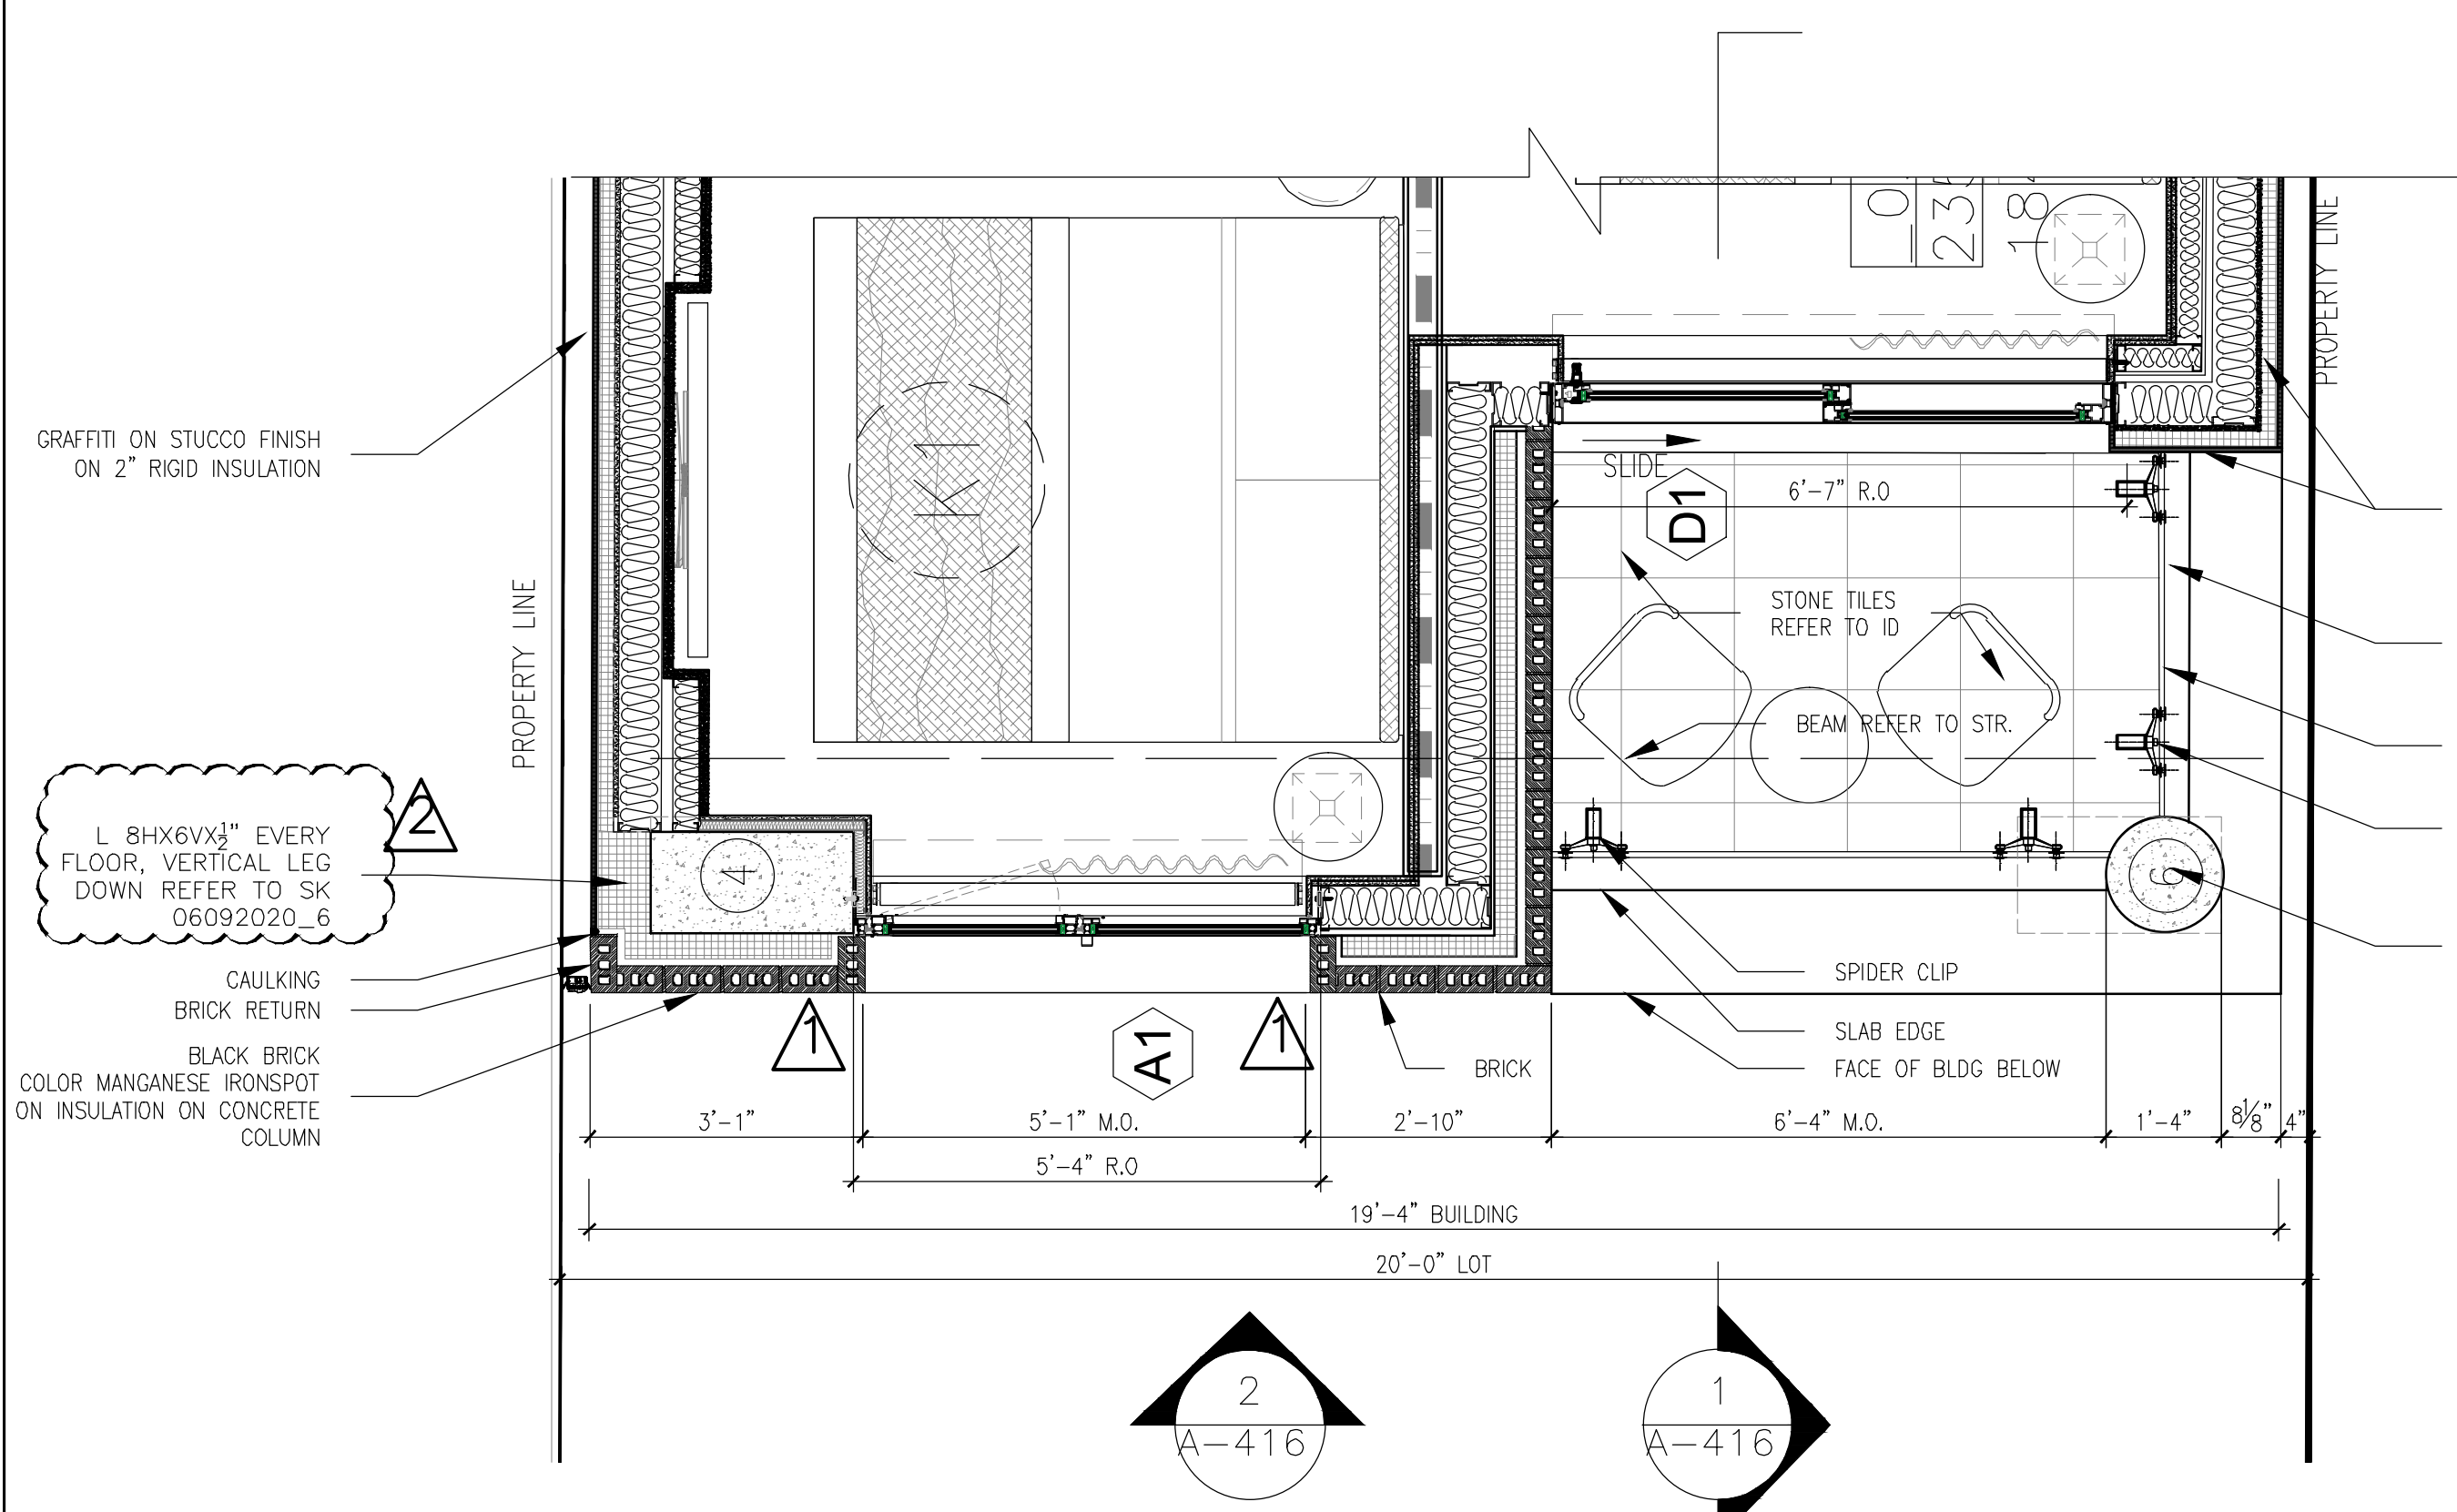 GRAFFITI ON STUCCO FINISH
ON 2" RIGID INSULATION
PROPERTY LINE
L 8HX6VX½" EVERY
FLOOR, VERTICAL LEG
DOWN REFER TO SK
06092020_6
2
CAULKING
BRICK RETURN
BLACK BRICK
COLOR MANGANESE IRONSPOT
ON INSULATION ON CONCRETE
COLUMN
K1
4
PROPERTY LINE
SLIDE
D1
6'-7" R.O
STONE TILES
REFER TO ID
BEAM REFER TO STR.
SPIDER CLIP
SLAB EDGE
FACE OF BLDG BELOW
BRICK
1
A1
1
3'-1"
5'-1" M.O.
2'-10"
6'-4" M.O.
1'-4"
8⅛"
4"
5'-4" R.O
19'-4" BUILDING
20'-0" LOT
2
A-416
1
A-416